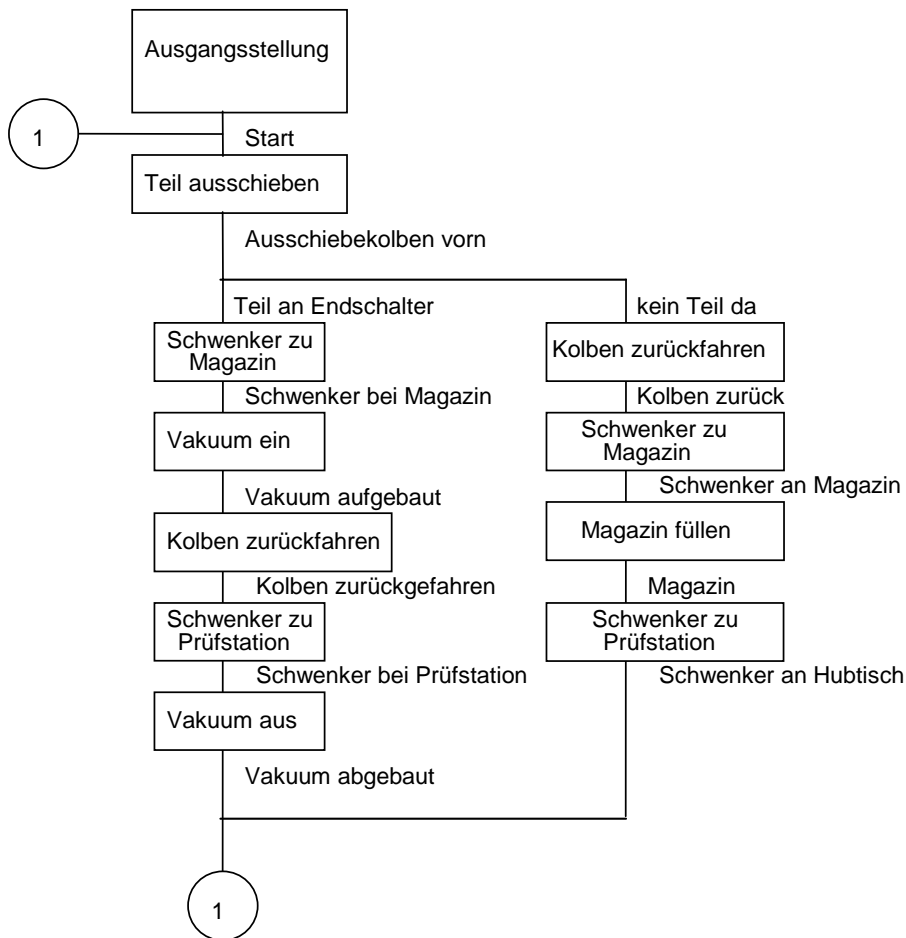 Ausgangsstellung
1
Start
Teil ausschieben
Ausschiebekolben vorn
Teil an Endschalter
Schwenker zu
Magazin
Schwenker bei Magazin
Vakuum ein
Vakuum aufgebaut
Kolben zurückfahren
Kolben zurückgefahren
Schwenker zu
Prüfstation
Schwenker bei Prüfstation
Vakuum aus
Vakuum abgebaut
kein Teil da
Kolben zurückfahren
Kolben zurück
Schwenker zu
Magazin
Schwenker an Magazin
Magazin füllen
Magazin
Schwenker zu
Prüfstation
Schwenker an Hubtisch
1